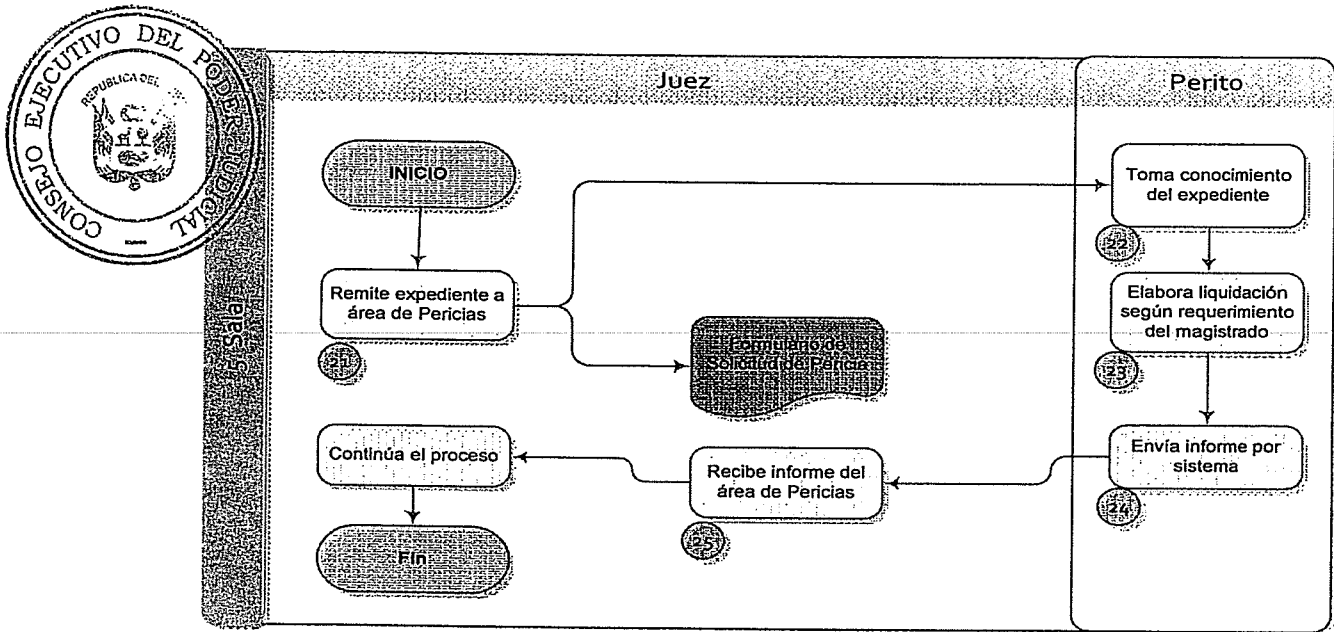 CONSEJO EJECUTIVO DEL PODER JUDICIAL
REPUBLICA DEL
Juez
Perito
5 Salar
INICIO
Toma conocimiento
del expediente
22
Remite expediente a
área de Pericias
21
Elabora liquidación
según requerimiento
del magistrado
23
Formulario de
Solicitud de Pericia
Continúa el proceso
Recibe informe del
área de Pericias
25
Envía informe por
sistema
24
Fin